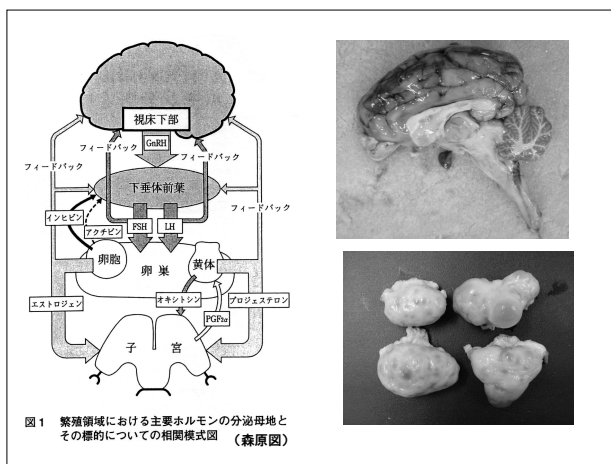 視床下部
GnRH
フィードバック
フィードバック
フィードバック
下垂体前葉
フィードバック
インヒビン
アクチビン
FSH
LH
卵胞
卵巣
黄体
エストロジェン
オキシトシン
プロジェステロン
PGF2α
子宮
図1 繁殖領域における主要ホルモンの分泌母地と
その標的についての相関模式図 (森原図)